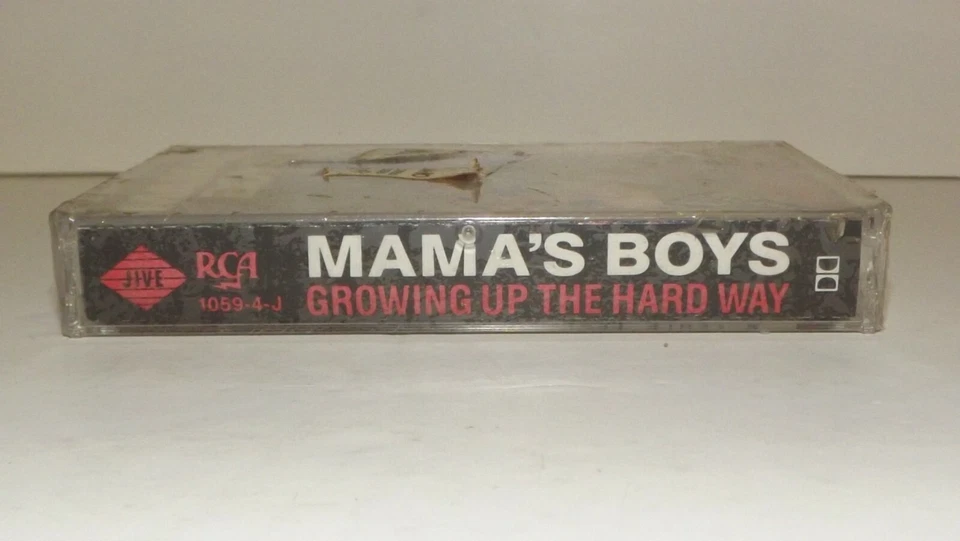 JIVE
RCA
1059-4-J
MAMA'S BOYS
GROWING UP THE HARD WAY